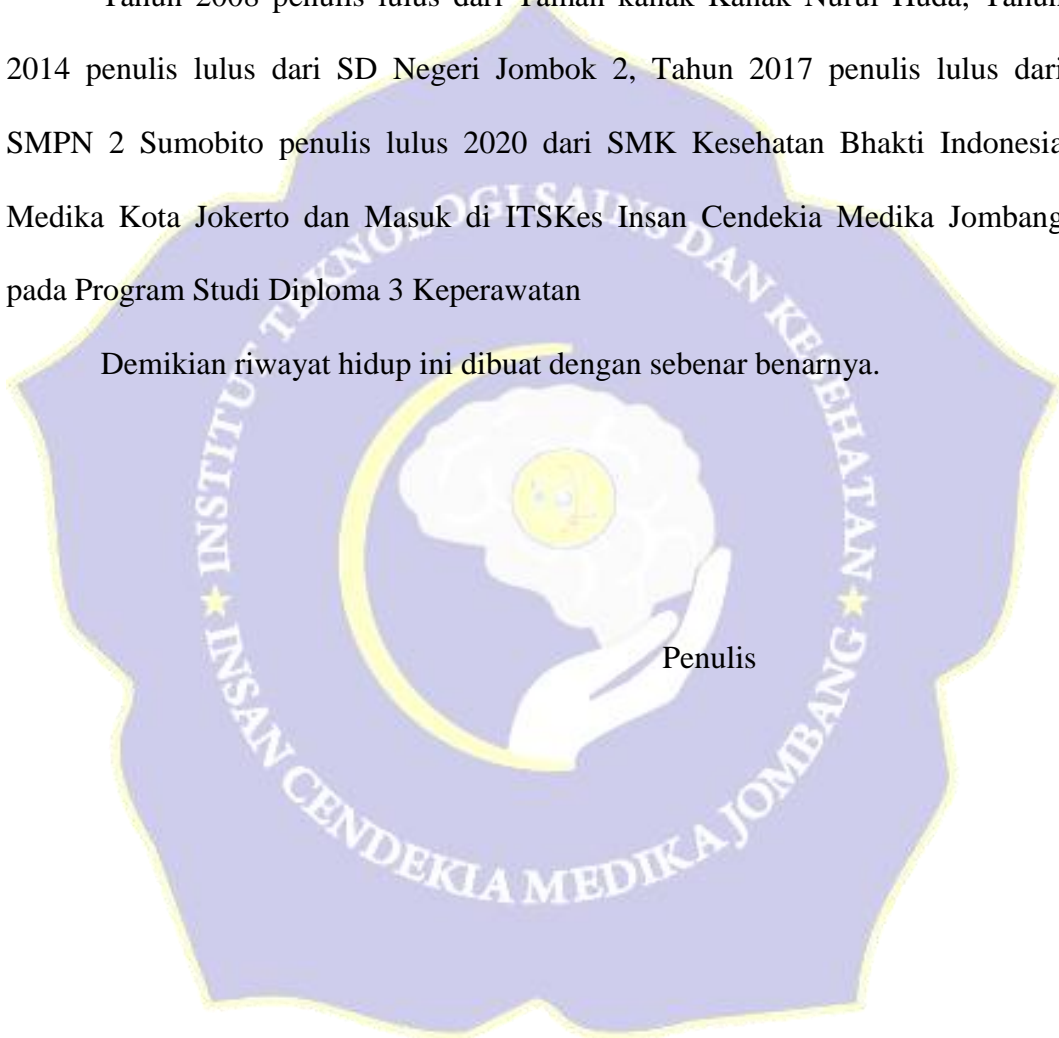 Tahun 2008 penulis lulus dari Taman kanak Kanak Nurul Huda, Tahun
2014 penulis lulus dari SD Negeri Jombok 2, Tahun 2017 penulis lulus dari
SMPN 2 Sumobito penulis lulus 2020 dari SMK Kesehatan Bhakti Indonesia
Medika Kota Jokerto dan Masuk di ITSKes Insan Cendekia Medika Jombang
pada Program Studi Diploma 3 Keperawatan
Demikian riwayat hidup ini dibuat dengan sebenar benarnya.
Penulis
INSTITUT TEKNOLOGI SAINS DAN KESEHATAN
INSAN CENDEKIA MEDIKA JOMBANG